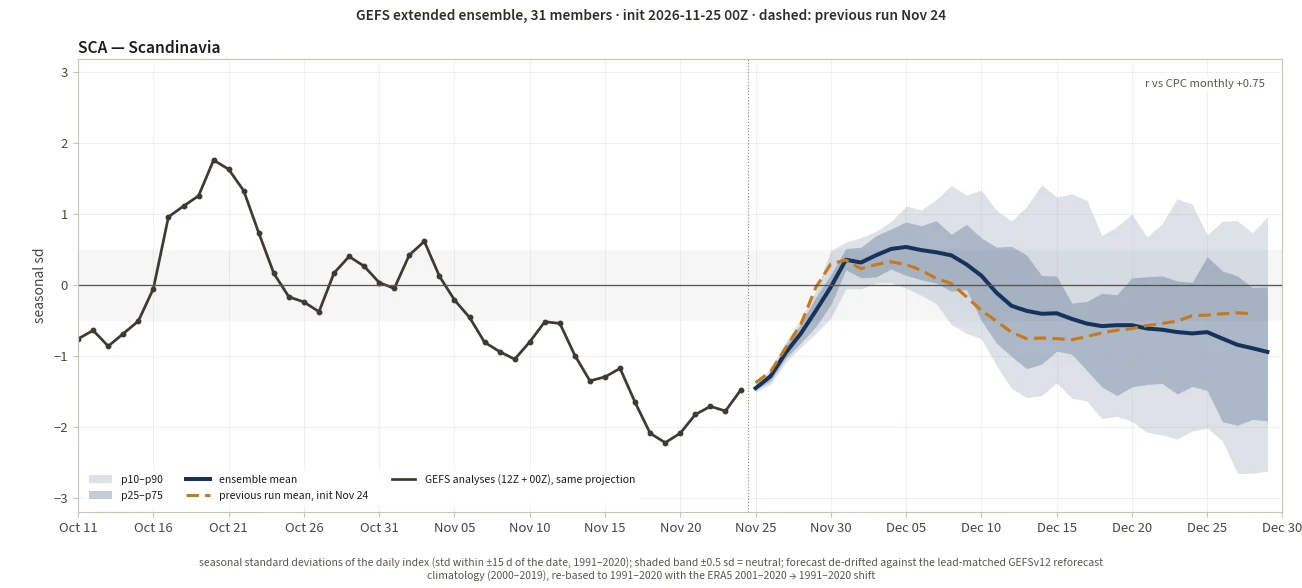 GEFS extended ensemble, 31 members · init 2026-11-25 00Z · dashed: previous run Nov 24
SCA — Scandinavia
r vs CPC monthly +0.75
seasonal sd
3
2
1
0
−1
−2
−3
p10–p90
p25–p75
ensemble mean
previous run mean, init Nov 24
GEFS analyses (12Z + 00Z), same projection
Oct 11 Oct 16 Oct 21 Oct 26 Oct 31 Nov 05 Nov 10 Nov 15 Nov 20 Nov 25 Nov 30 Dec 05 Dec 10 Dec 15 Dec 20 Dec 25 Dec 30
seasonal standard deviations of the daily index (std within ±15 d of the date, 1991–2020); shaded band ±0.5 sd = neutral; forecast de-drifted against the lead-matched GEFSv12 reforecast
climatology (2000–2019), re-based to 1991–2020 with the ERA5 2001–2020 → 1991–2020 shift